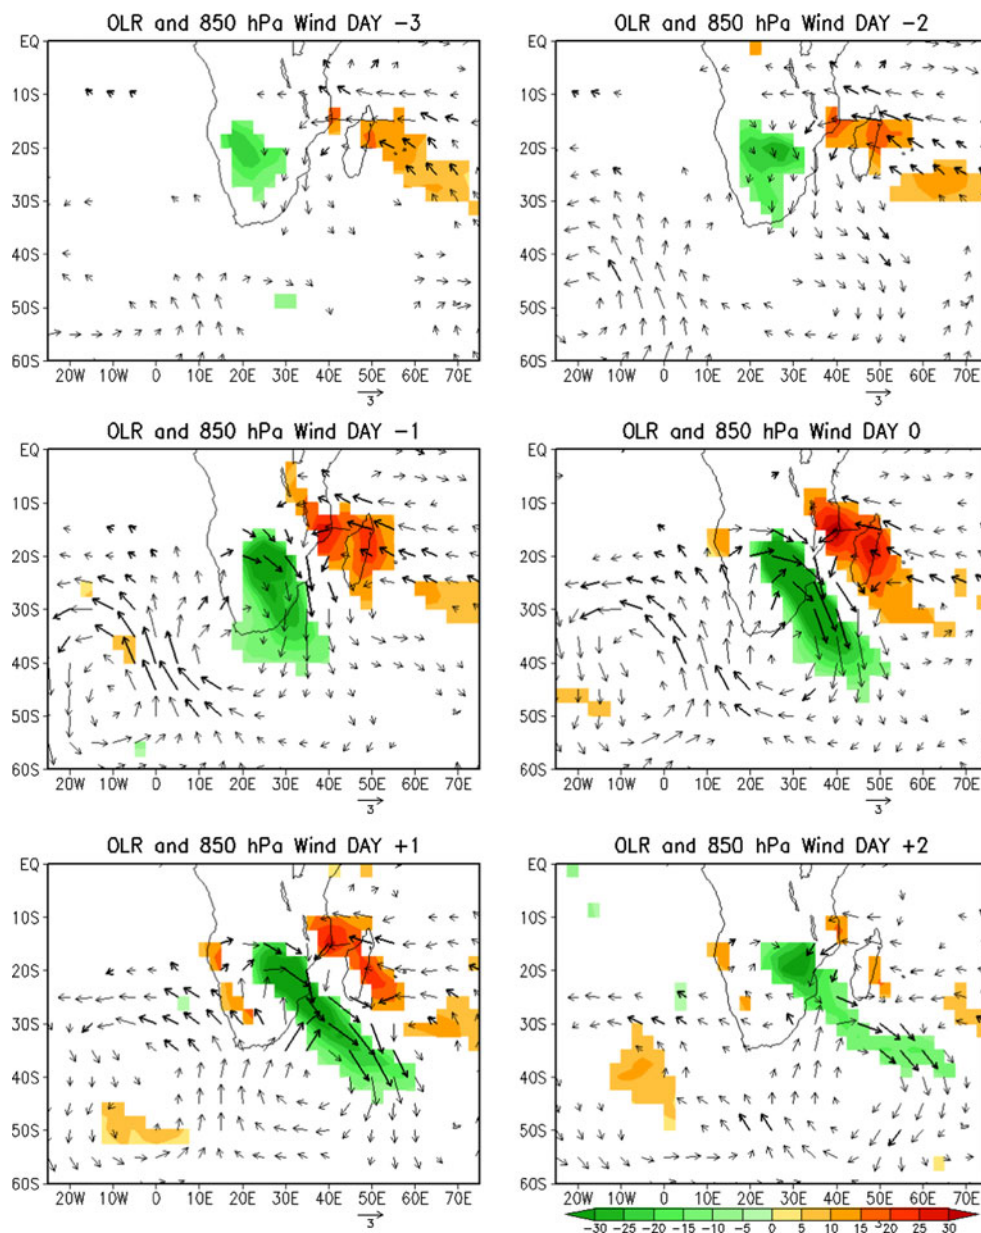 OLR and 850 hPa Wind DAY −3
EQ
10S
20S
30S
40S
50S
60S
20W 10W 0 10E 20E 30E 40E 50E 60E 70E
3
OLR and 850 hPa Wind DAY −2
EQ
10S
20S
30S
40S
50S
60S
20W 10W 0 10E 20E 30E 40E 50E 60E 70E
3
OLR and 850 hPa Wind DAY −1
EQ
10S
20S
30S
40S
50S
60S
20W 10W 0 10E 20E 30E 40E 50E 60E 70E
3
OLR and 850 hPa Wind DAY 0
EQ
10S
20S
30S
40S
50S
60S
20W 10W 0 10E 20E 30E 40E 50E 60E 70E
3
OLR and 850 hPa Wind DAY +1
EQ
10S
20S
30S
40S
50S
60S
20W 10W 0 10E 20E 30E 40E 50E 60E 70E
3
OLR and 850 hPa Wind DAY +2
EQ
10S
20S
30S
40S
50S
60S
20W 10W 0 10E 20E 30E 40E 50E 60E 70E
3
−30 −25 −20 −15 −10 −5 0 5 10 15 20 25 30